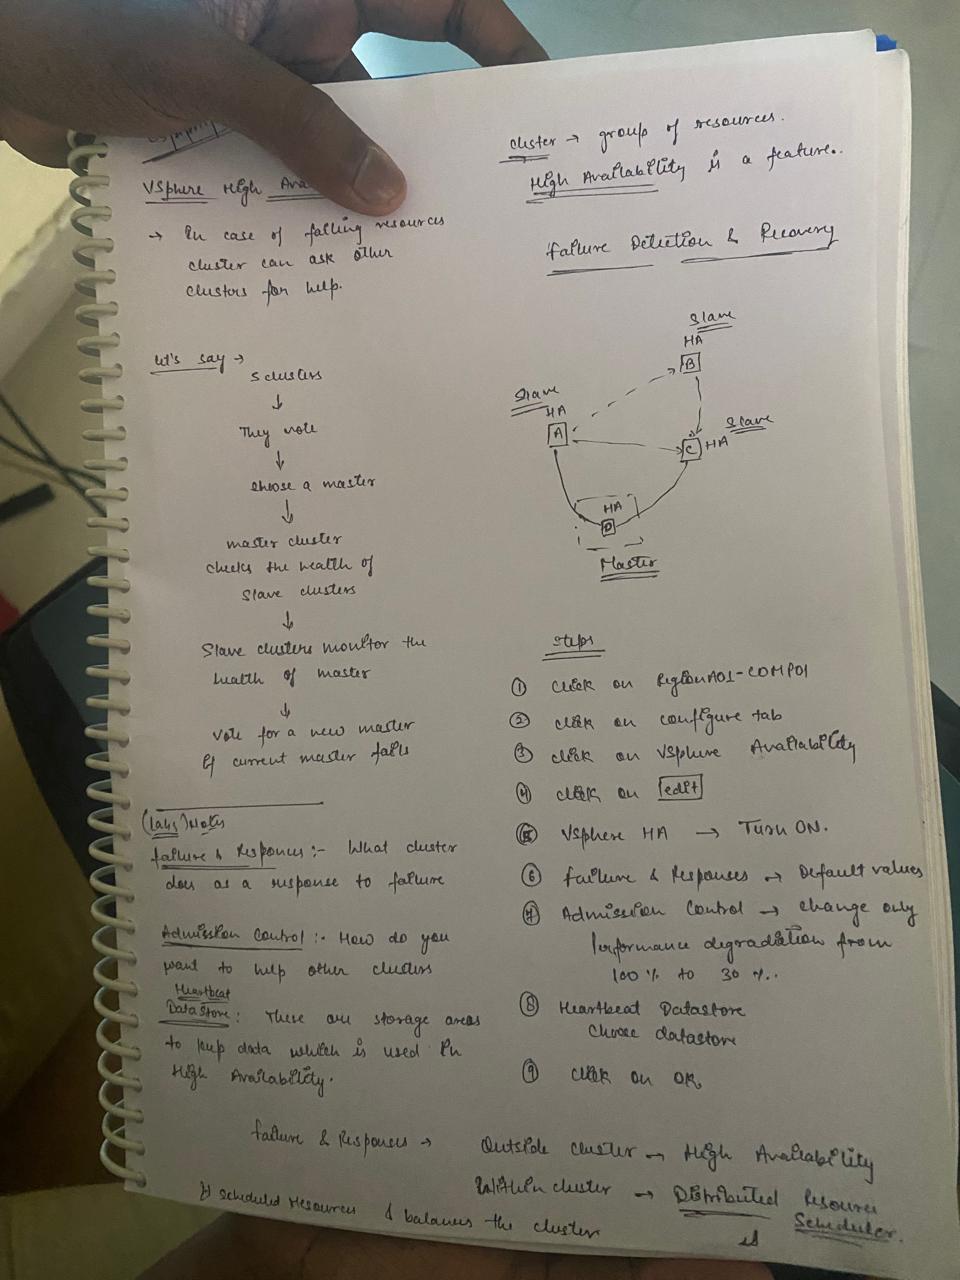 VSphere High
→ In case of failing resources
cluster can ask other
clusters for help.
cluster → group of resources.
High Availability is a feature..
Failure Detection & Recovery
let's say →
5 clusters
↓
They vote
↓
choose a master
↓
master cluster
checks the health of
Slave clusters
↓
Slave clusters monitor the
health of master
↓
Vote for a new master
if current master fails
Slave
HA
B
Slave
HA
A
Slave
C HA
HA
D
Master
(Labs) Notes
Failure & Responses :- What cluster
does as a response to failure
Admission Control :- How do you
want to help other clusters
Heartbeat
Data Store : These are storage areas
to keep data which is used in
High Availability.
Steps
① click on RegionA01-COMP01
② click on configure tab
③ click on VSphere Availability
④ click on edit
⑤ VSphere HA → Turn ON.
⑥ Failure & Responses → Default values
⑦ Admission Control → change only
Performance degradation from
100 % to 30 %..
⑧ Heartbeat Datastore
choose datastore
⑨ click on OK.
Failure & Responses → Outside cluster → High Availability
Within cluster → Distributed Resource
Scheduler.
It scheduled resources & balances the cluster